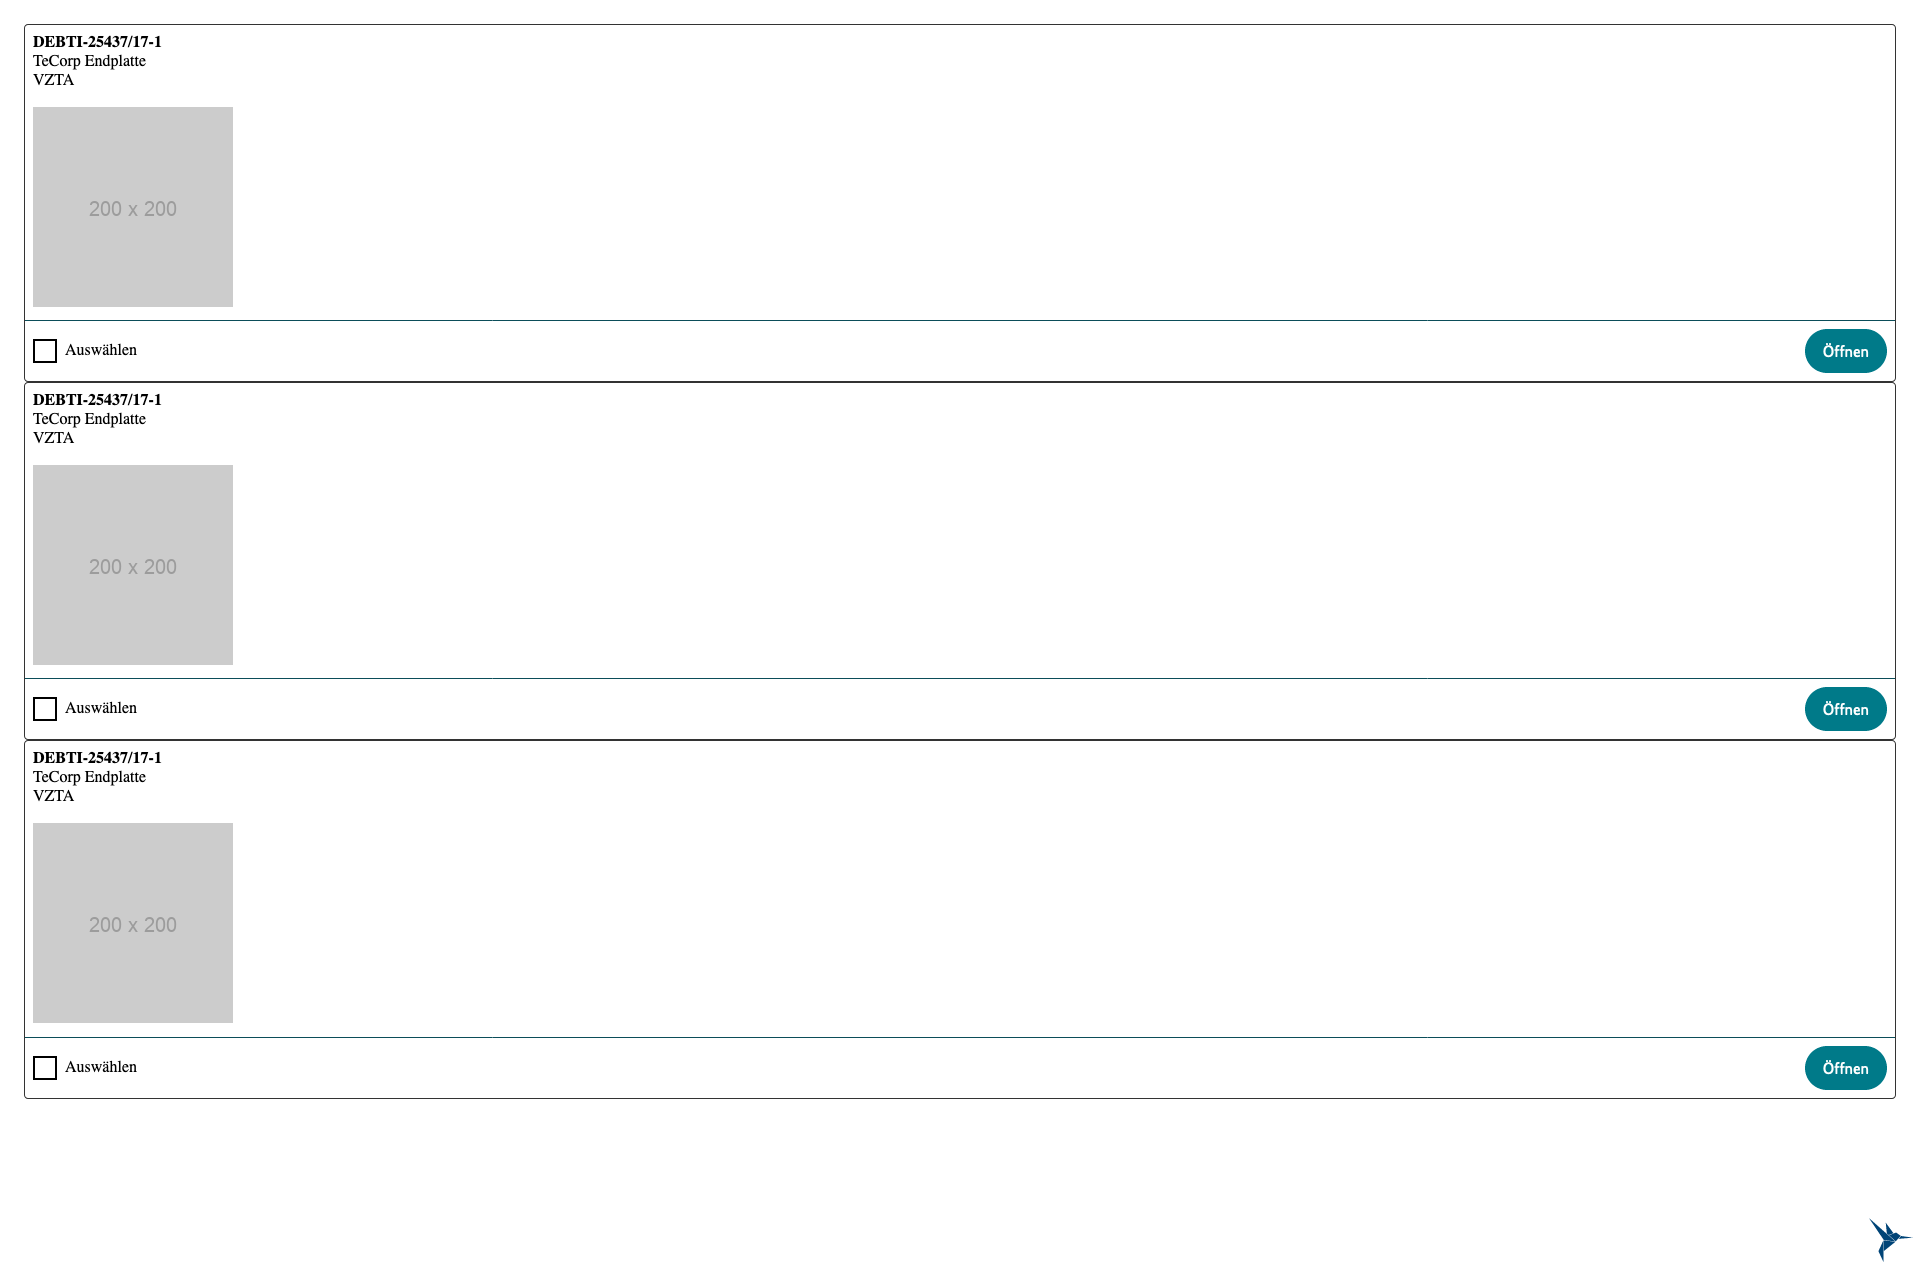 DEBTI-25437/17-1
TeCorp Endplatte
VZTA
200 x 200
Auswählen
Öffnen
DEBTI-25437/17-1
TeCorp Endplatte
VZTA
200 x 200
Auswählen
Öffnen
DEBTI-25437/17-1
TeCorp Endplatte
VZTA
200 x 200
Auswählen
Öffnen